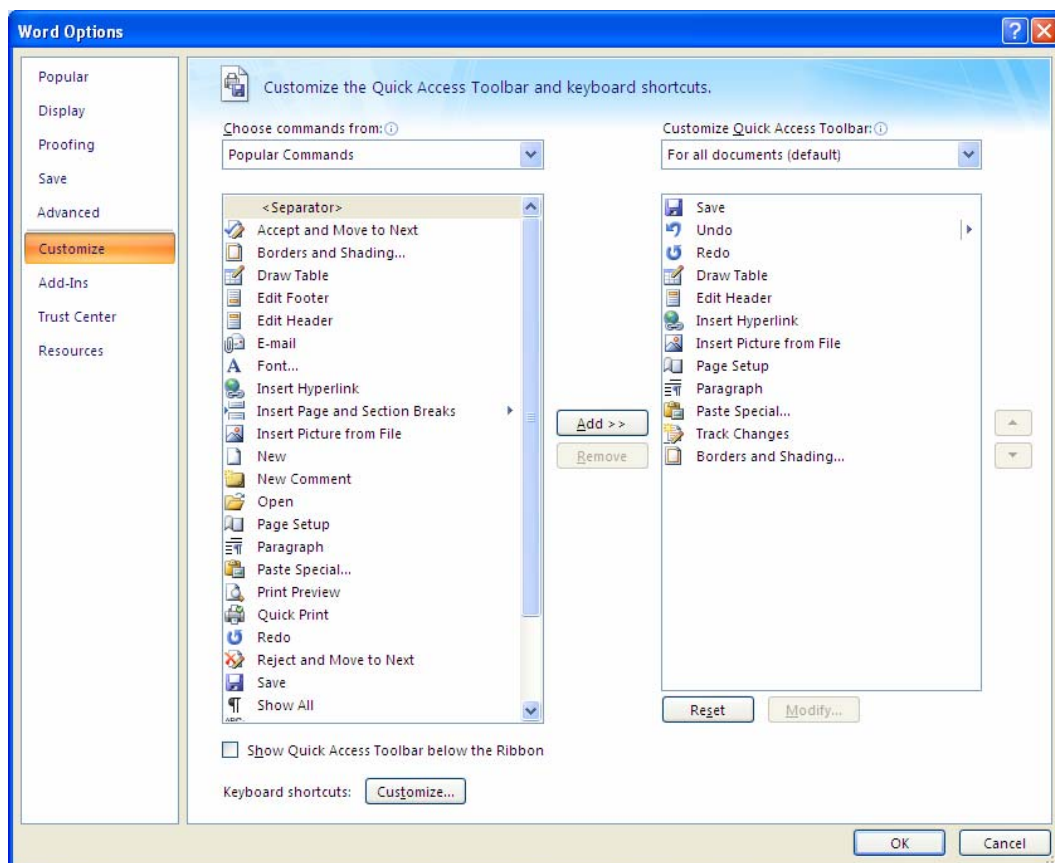 Word Options
Popular
Display
Proofing
Save
Advanced
Customize
Add-Ins
Trust Center
Resources
Customize the Quick Access Toolbar and keyboard shortcuts.
Choose commands from:
Popular Commands
<Separator>
Accept and Move to Next
Borders and Shading...
Draw Table
Edit Footer
Edit Header
E-mail
Font...
Insert Hyperlink
Insert Page and Section Breaks
Insert Picture from File
New
New Comment
Open
Page Setup
Paragraph
Paste Special...
Print Preview
Quick Print
Redo
Reject and Move to Next
Save
Show All
Add >>
Remove
Customize Quick Access Toolbar:
For all documents (default)
Save
Undo
Redo
Draw Table
Edit Header
Insert Hyperlink
Insert Picture from File
Page Setup
Paragraph
Paste Special...
Track Changes
Borders and Shading...
Reset
Modify...
Show Quick Access Toolbar below the Ribbon
Keyboard shortcuts: Customize...
OK
Cancel